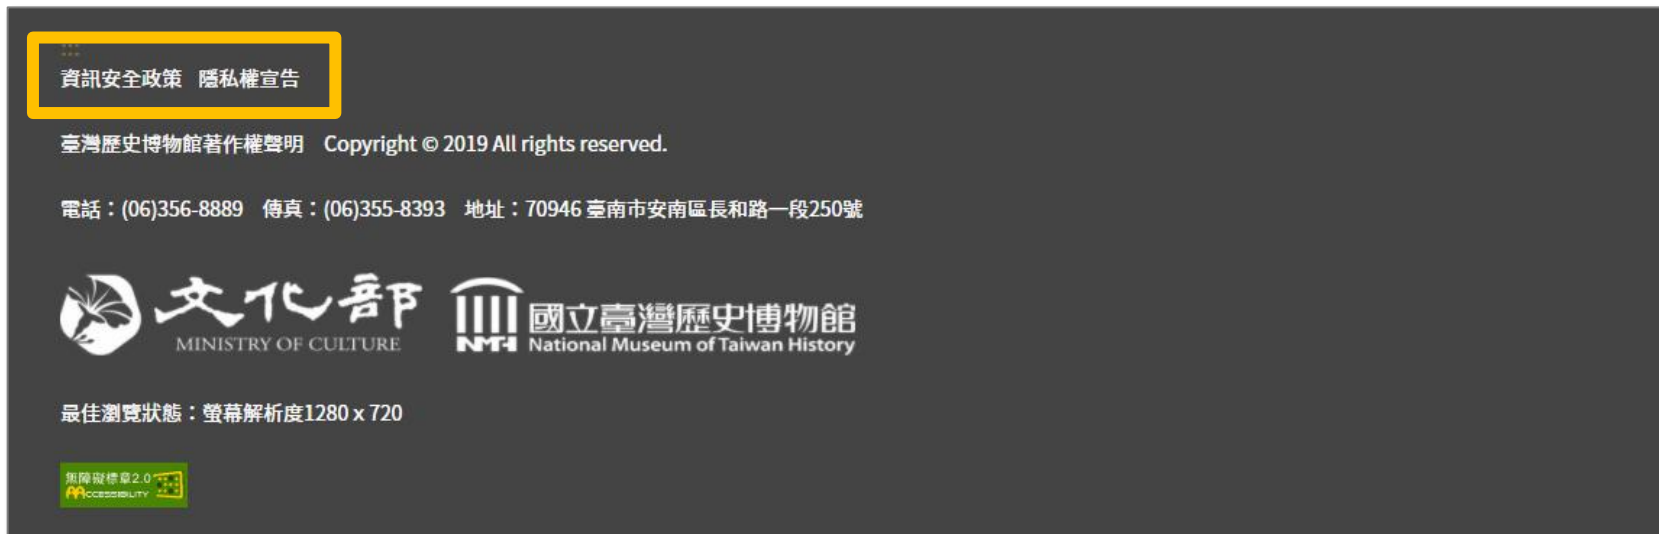 :::
資訊安全政策 隱私權宣告
臺灣歷史博物館著作權聲明 Copyright © 2019 All rights reserved.
電話：(06)356-8889 傳真：(06)355-8393 地址：70946 臺南市安南區長和路一段250號
文化部
MINISTRY OF CULTURE
國立臺灣歷史博物館
NMTH National Museum of Taiwan History
最佳瀏覽狀態：螢幕解析度1280 x 720
無障礙標章2.0
AACCESSIBILITY